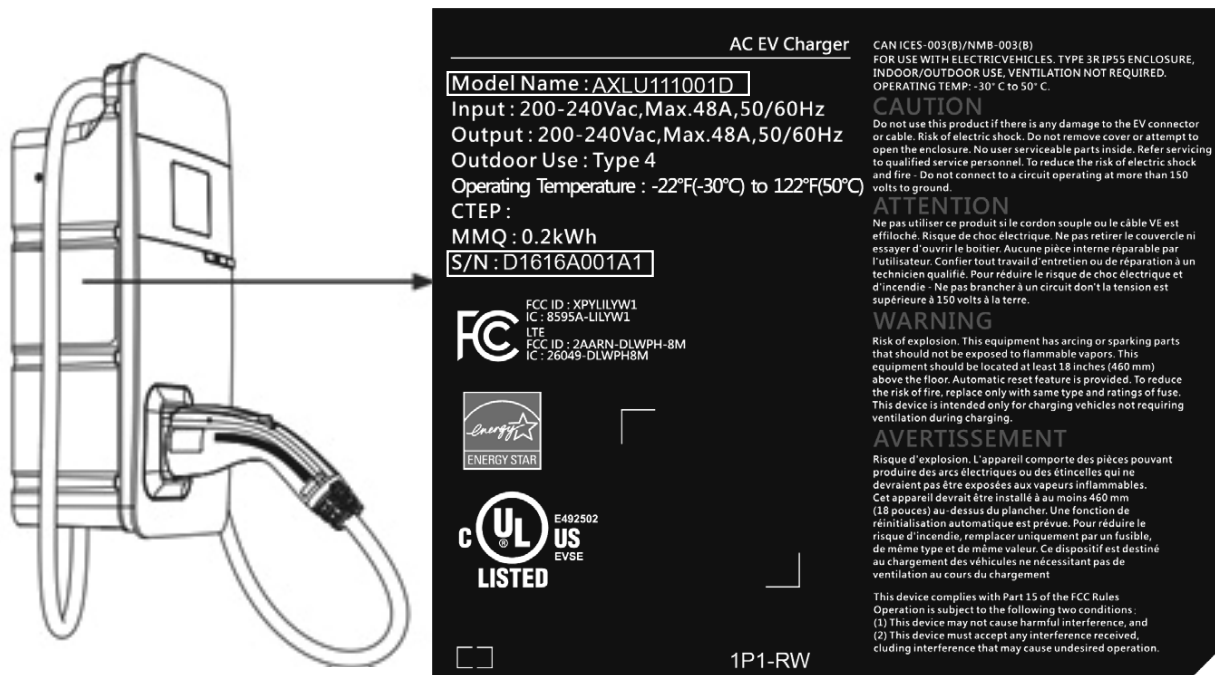 AC EV Charger
Model Name : AXLU111001D
Input : 200-240Vac,Max.48A,50/60Hz
Output : 200-240Vac,Max.48A,50/60Hz
Outdoor Use : Type 4
Operating Temperature : -22°F(-30°C) to 122°F(50°C)
CTEP :
MMQ : 0.2kWh
S/N : D1616A001A1
FC
FCC ID : XPYLILYW1
IC : 8595A-LILYW1
LTE
FCC ID : 2AARN-DLWPH-8M
IC : 26049-DLWPH8M
energy
ENERGY STAR
C UL ® US
E492502
EVSE
LISTED
1P1-RW
CAN ICES-003(B)/NMB-003(B)
FOR USE WITH ELECTRICVEHICLES. TYPE 3R IP55 ENCLOSURE,
INDOOR/OUTDOOR USE, VENTILATION NOT REQUIRED.
OPERATING TEMP: -30° C to 50° C.
CAUTION
Do not use this product if there is any damage to the EV connector
or cable. Risk of electric shock. Do not remove cover or attempt to
open the enclosure. No user serviceable parts inside. Refer servicing
to qualified service personnel. To reduce the risk of electric shock
and fire - Do not connect to a circuit operating at more than 150
volts to ground.
ATTENTION
Ne pas utiliser ce produit si le cordon souple ou le câble VE est
effiloché. Risque de choc électrique. Ne pas retirer le couvercle ni
essayer d'ouvrir le boitier. Aucune pièce interne réparable par
l'utilisateur. Confier tout travail d'entretien ou de réparation à un
technicien qualifié. Pour réduire le risque de choc électrique et
d'incendie - Ne pas brancher à un circuit don't la tension est
supérieure à 150 volts à la terre.
WARNING
Risk of explosion. This equipment has arcing or sparking parts
that should not be exposed to flammable vapors. This
equipment should be located at least 18 inches (460 mm)
above the floor. Automatic reset feature is provided. To reduce
the risk of fire, replace only with same type and ratings of fuse.
This device is intended only for charging vehicles not requiring
ventilation during charging.
AVERTISSEMENT
Risque d'explosion. L'appareil comporte des pièces pouvant
produire des arcs électriques ou des étincelles qui ne
devraient pas être exposées aux vapeurs inflammables.
Cet appareil devrait être installé à au moins 460 mm
(18 pouces) au-dessus du plancher. Une fonction de
réinitialisation automatique est prévue. Pour réduire le
risque d'incendie, remplacer uniquement par un fusible,
de même type et de même valeur. Ce dispositif est destiné
au chargement des véhicules ne nécessitant pas de
ventilation au cours du chargement
This device complies with Part 15 of the FCC Rules
Operation is subject to the following two conditions :
(1) This device may not cause harmful interference, and
(2) This device must accept any interference received,
cluding interference that may cause undesired operation.